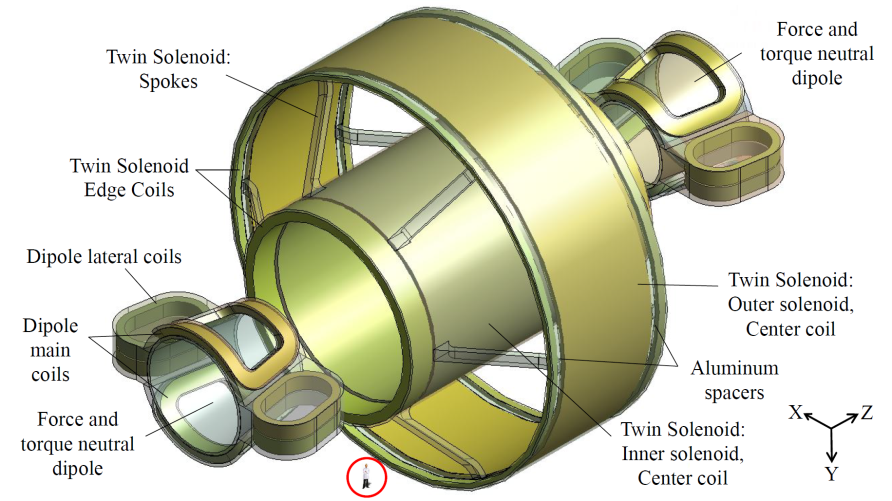 Twin Solenoid:
Spokes
Force and
torque neutral
dipole
Twin Solenoid
Edge Coils
Dipole lateral coils
Dipole
main
coils
Force and
torque neutral
dipole
Twin Solenoid:
Outer solenoid,
Center coil
Aluminum
spacers
Twin Solenoid:
Inner solenoid,
Center coil
X
Z
Y